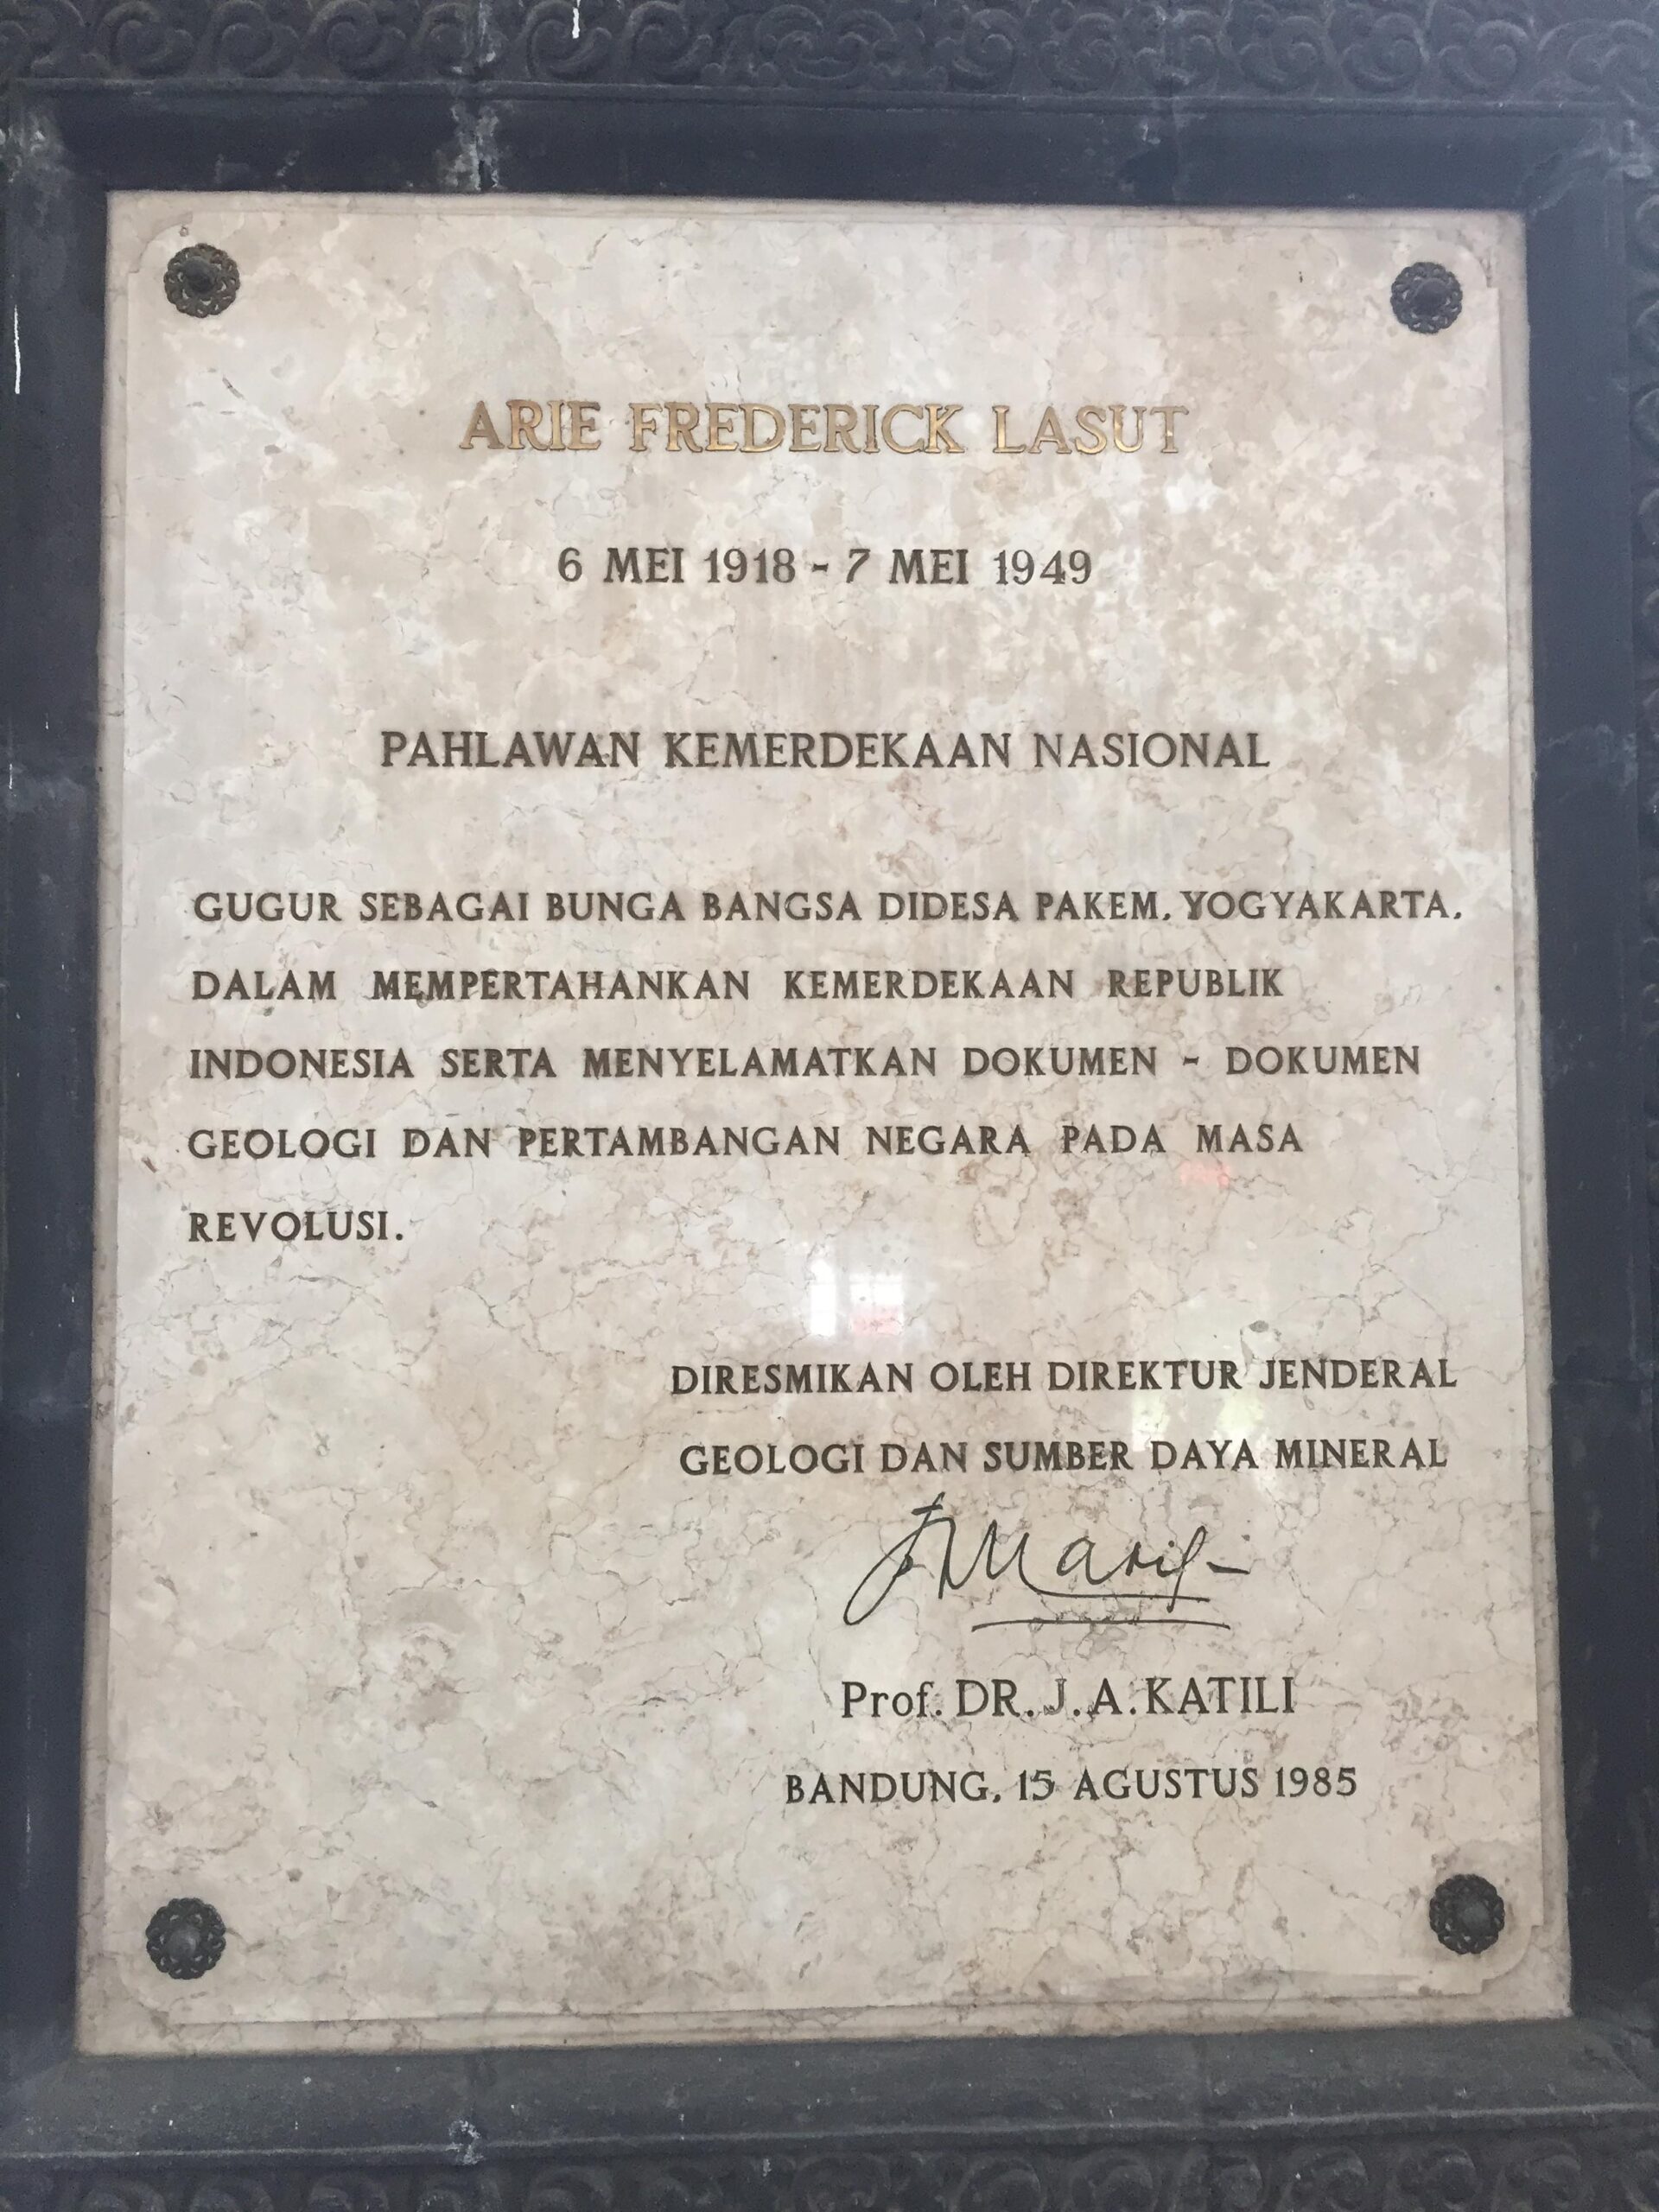 ARIE FREDERICK LASUT
6 MEI 1918 - 7 MEI 1949
PAHLAWAN KEMERDEKAAN NASIONAL
GUGUR SEBAGAI BUNGA BANGSA DIDESA PAKEM. YOGYAKARTA.
DALAM MEMPERTAHANKAN KEMERDEKAAN REPUBLIK
INDONESIA SERTA MENYELAMATKAN DOKUMEN - DOKUMEN
GEOLOGI DAN PERTAMBANGAN NEGARA PADA MASA
REVOLUSI.
DIRESMIKAN OLEH DIREKTUR JENDERAL
GEOLOGI DAN SUMBER DAYA MINERAL
Prof. DR. J. A. KATILI
BANDUNG, 15 AGUSTUS 1985